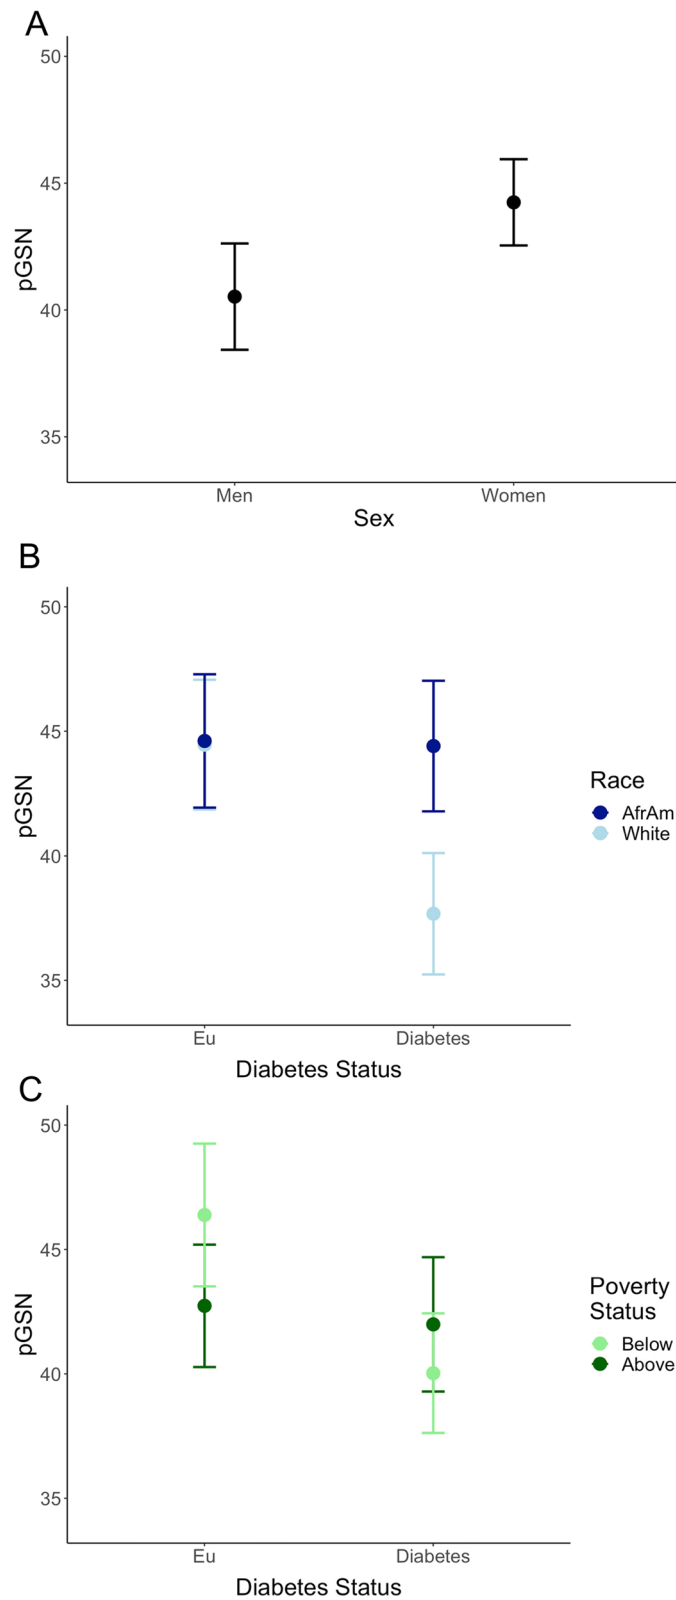 A
50
45
40
35
pGSN
Men
Women
Sex
B
50
45
40
35
pGSN
Eu
Diabetes
Diabetes Status
Race
AfrAm
White
C
50
45
40
35
pGSN
Eu
Diabetes
Diabetes Status
Poverty
Status
Below
Above